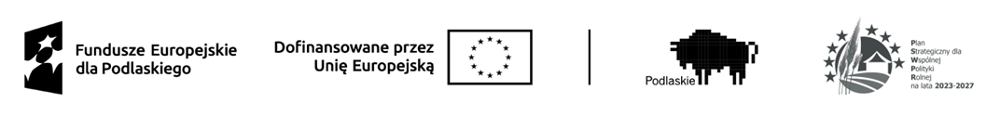 Fundusze Europejskie
dla Podlaskiego
Dofinansowane przez
Unię Europejską
Podlaskie
Plan
Strategiczny dla
Wspólnej
Polityki
Rolnej
na lata 2023-2027